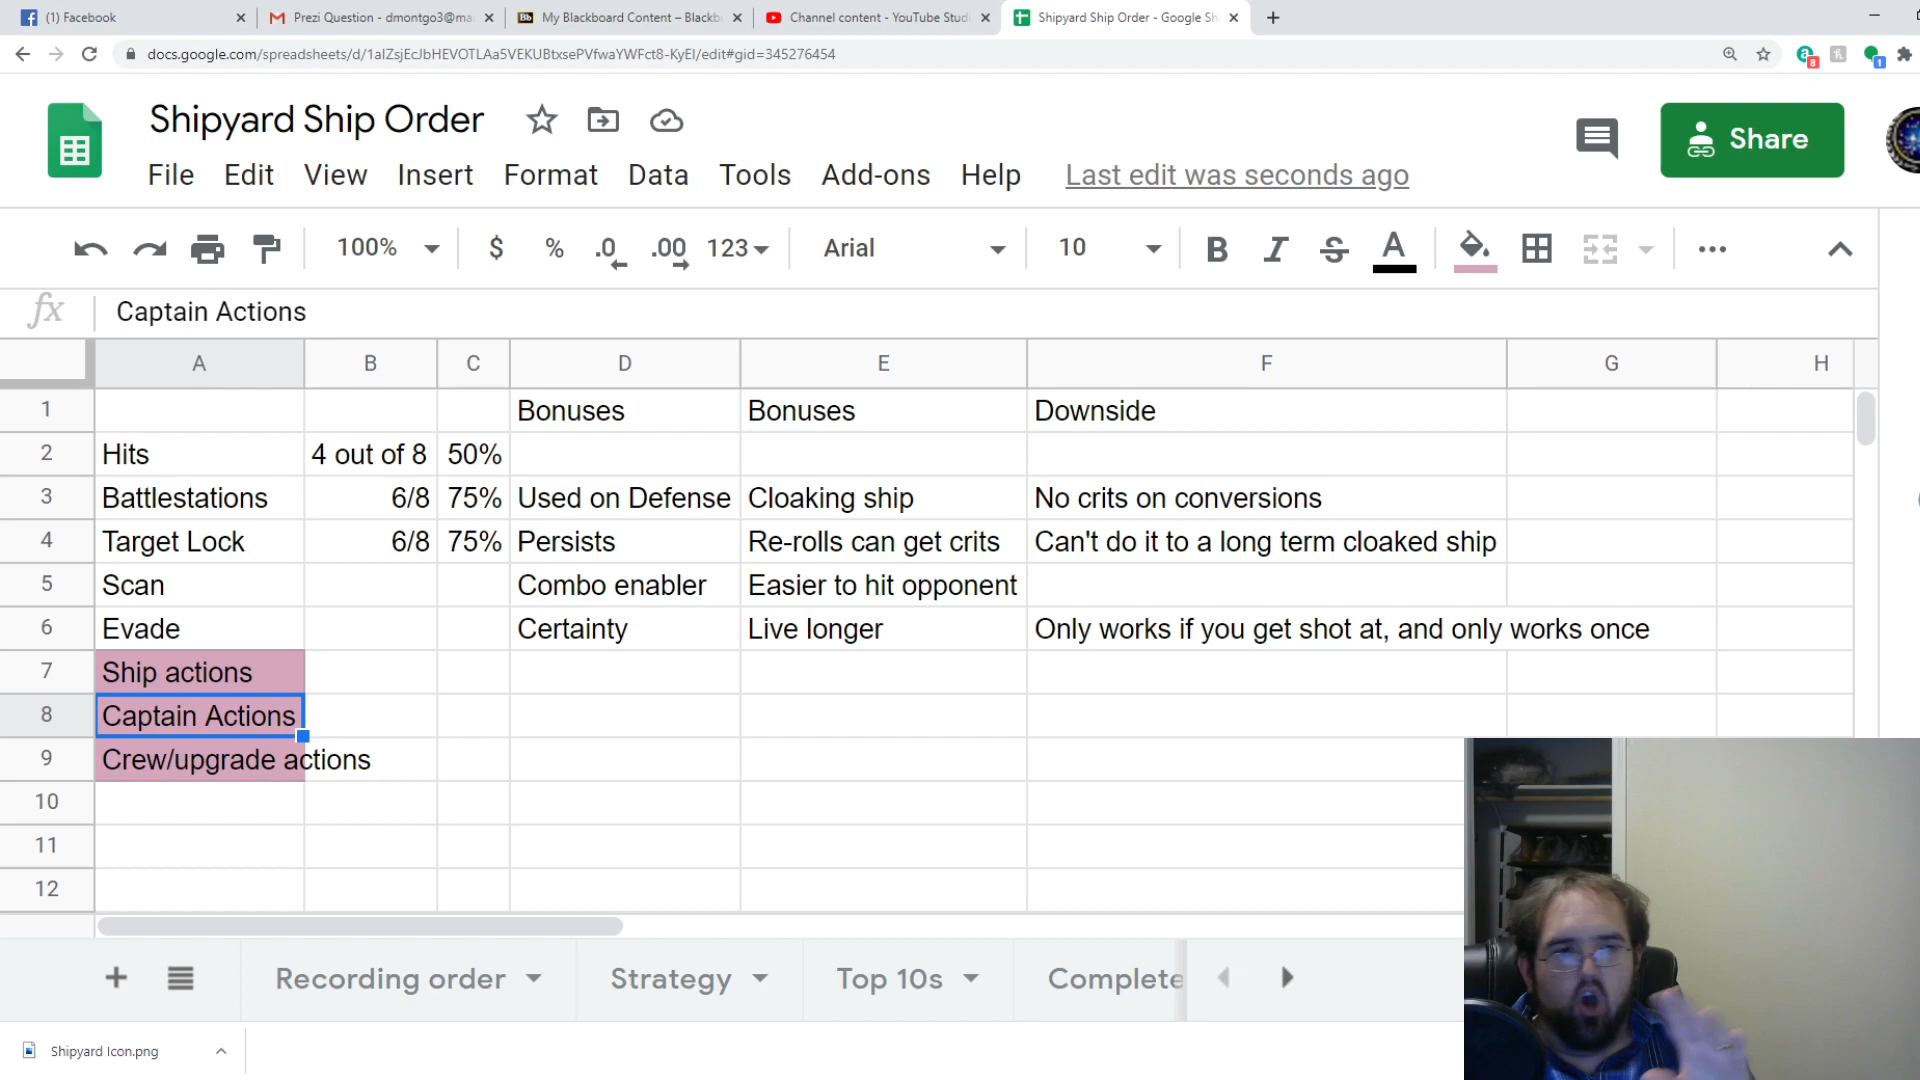 (1) Facebook
Prezi Question - dmontgo3@ma
My Blackboard Content – Blackb
Channel content - YouTube Stud
Shipyard Ship Order - Google Sh
docs.google.com/spreadsheets/d/1aIZsjEcJbHEVOTLAa5VEKUBtxsePVfwaYWFct8-KyEI/edit#gid=345276454
8
1
Shipyard Ship Order
Share
File Edit View Insert Format Data Tools Add-ons Help Last edit was seconds ago
100% $ % .0 .00 123 Arial 10 B I S A
fx Captain Actions
A B C D E F G H
1 Bonuses Bonuses Downside
2 Hits 4 out of 8 50%
3 Battlestations 6/8 75% Used on Defense Cloaking ship No crits on conversions
4 Target Lock 6/8 75% Persists Re-rolls can get crits Can't do it to a long term cloaked ship
5 Scan Combo enabler Easier to hit opponent
6 Evade Certainty Live longer Only works if you get shot at, and only works once
7 Ship actions
8 Captain Actions
9 Crew/upgrade actions
10
11
12
Recording order Strategy Top 10s Complete
Shipyard Icon.png